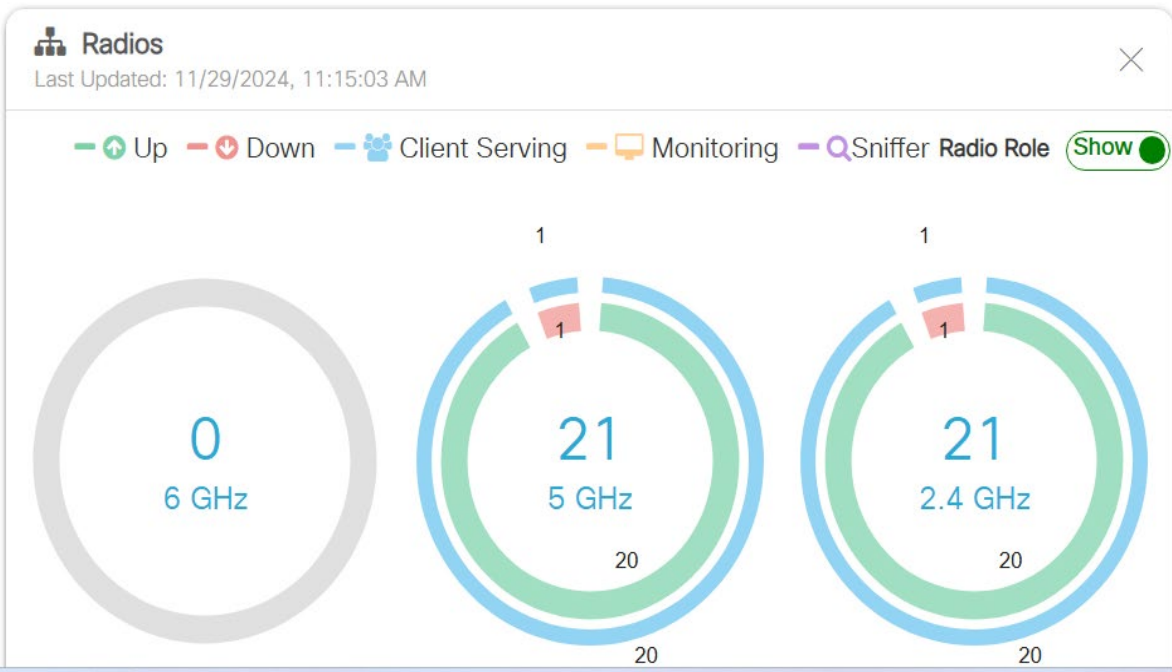 Radios
Last Updated: 11/29/2024, 11:15:03 AM
Up Down Client Serving Monitoring Sniffer Radio Role Show
1 1
1 1
0 21 21
6 GHz 5 GHz 2.4 GHz
20 20
20 20